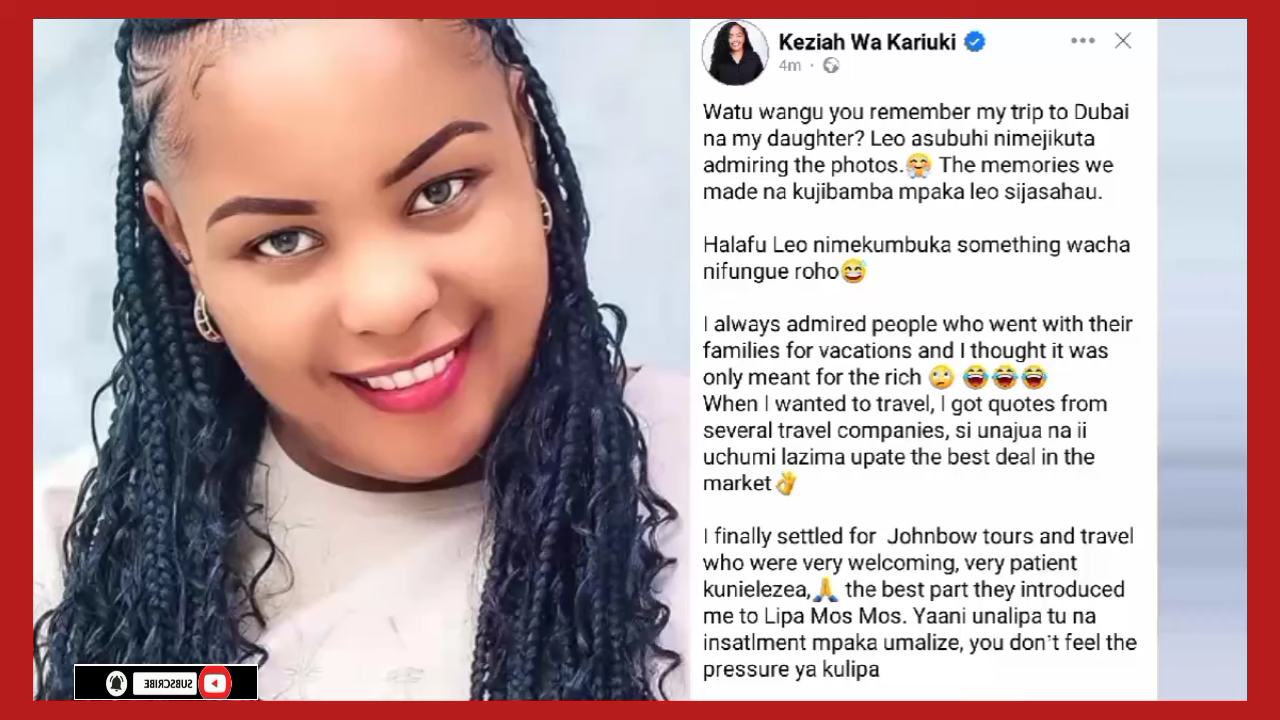 Keziah Wa Kariuki
4m ·
Watu wangu you remember my trip to Dubai
na my daughter? Leo asubuhi nimejikuta
admiring the photos.🤗 The memories we
made na kujibamba mpaka leo sijasahau.
Halafu Leo nimekumbuka something wacha
nifungue roho😅
I always admired people who went with their
families for vacations and I thought it was
only meant for the rich 🙄 😂😂😂
When I wanted to travel, I got quotes from
several travel companies, si unajua na ii
uchumi lazima upate the best deal in the
market👌
I finally settled for  Johnbow tours and travel
who were very welcoming, very patient
kunielezea,🙏 the best part they introduced
me to Lipa Mos Mos. Yaani unalipa tu na
insatlment mpaka umalize, you don't feel the
pressure ya kulipa
SUBSCRIBE